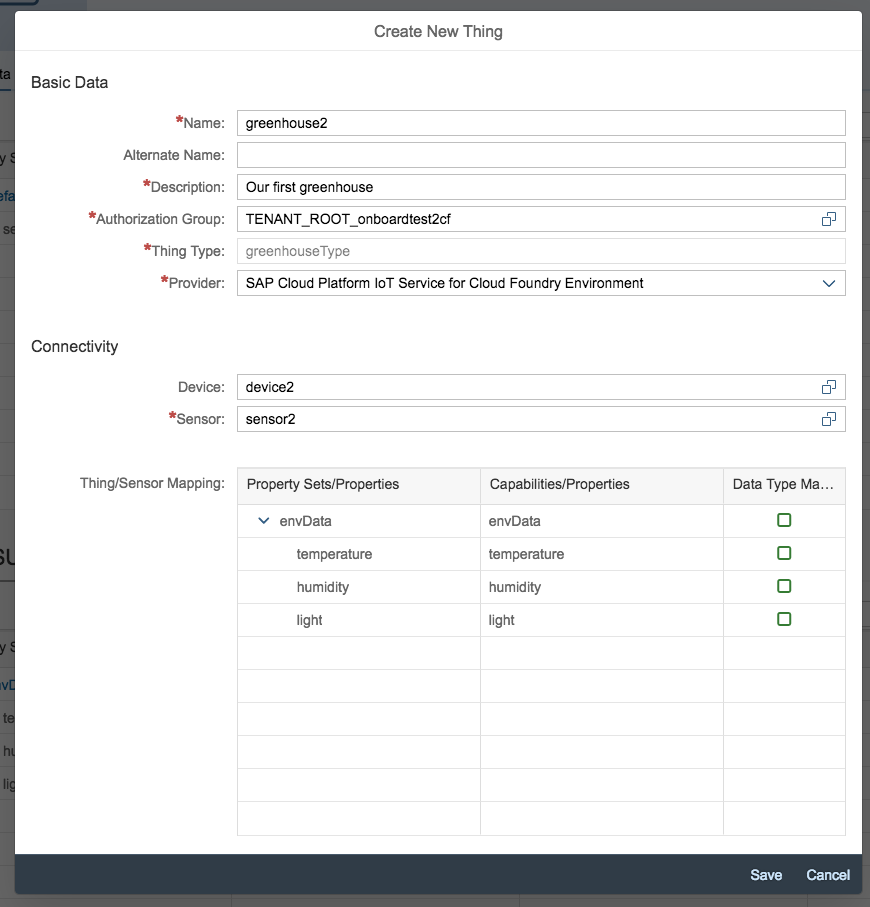 Create New Thing
Basic Data
*Name: greenhouse2
Alternate Name:
*Description: Our first greenhouse
*Authorization Group: TENANT_ROOT_onboardtest2cf
*Thing Type: greenhouseType
*Provider: SAP Cloud Platform IoT Service for Cloud Foundry Environment
Connectivity
Device: device2
*Sensor: sensor2
Thing/Sensor Mapping: Property Sets/Properties Capabilities/Properties Data Type Ma...
envData envData
temperature temperature
humidity humidity
light light
Save Cancel